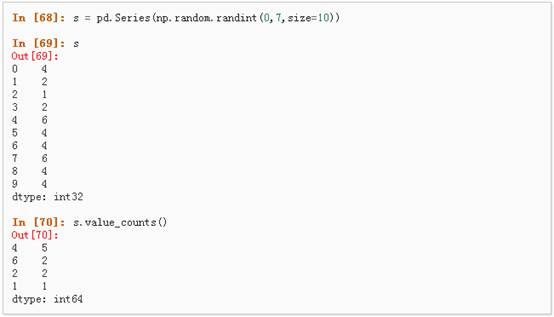 In [68]: s = pd.Series(np.random.randint(0,7,size=10))
In [69]: s
Out[69]:
0    4
1    2
2    1
3    2
4    6
5    4
6    4
7    6
8    4
9    4
dtype: int32
In [70]: s.value_counts()
Out[70]:
4    5
6    2
2    2
1    1
dtype: int64